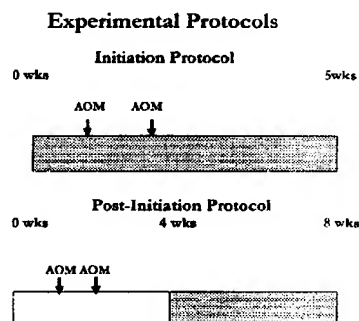 Experimental Protocols
Initiation Protocol
0 wks 5wks
AOM AOM
Post-Initiation Protocol
0 wks 4 wks 8 wks
AOM AOM